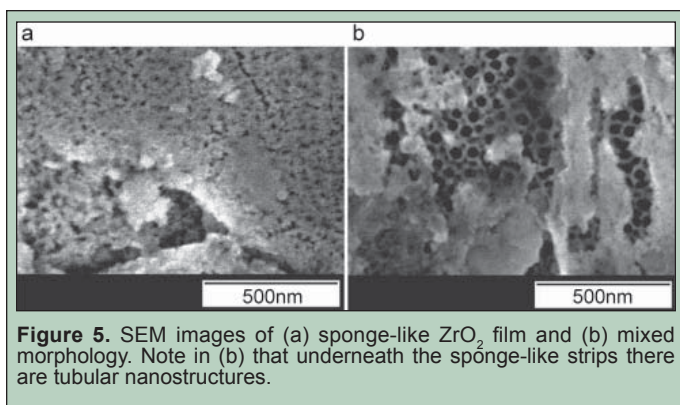 a b
500nm 500nm
Figure 5. SEM images of (a) sponge-like ZrO₂ film and (b) mixed
morphology. Note in (b) that underneath the sponge-like strips there
are tubular nanostructures.